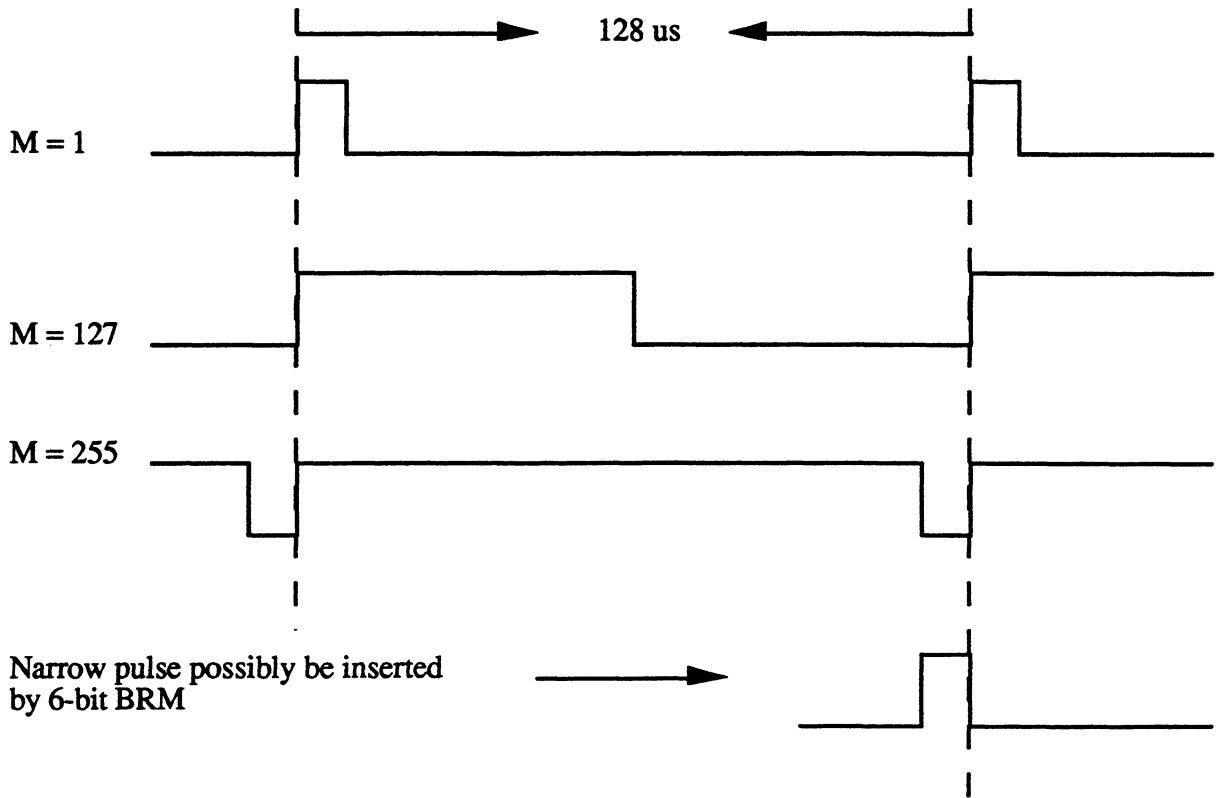 128 us
M = 1
M = 127
M = 255
Narrow pulse possibly be inserted
by 6-bit BRM